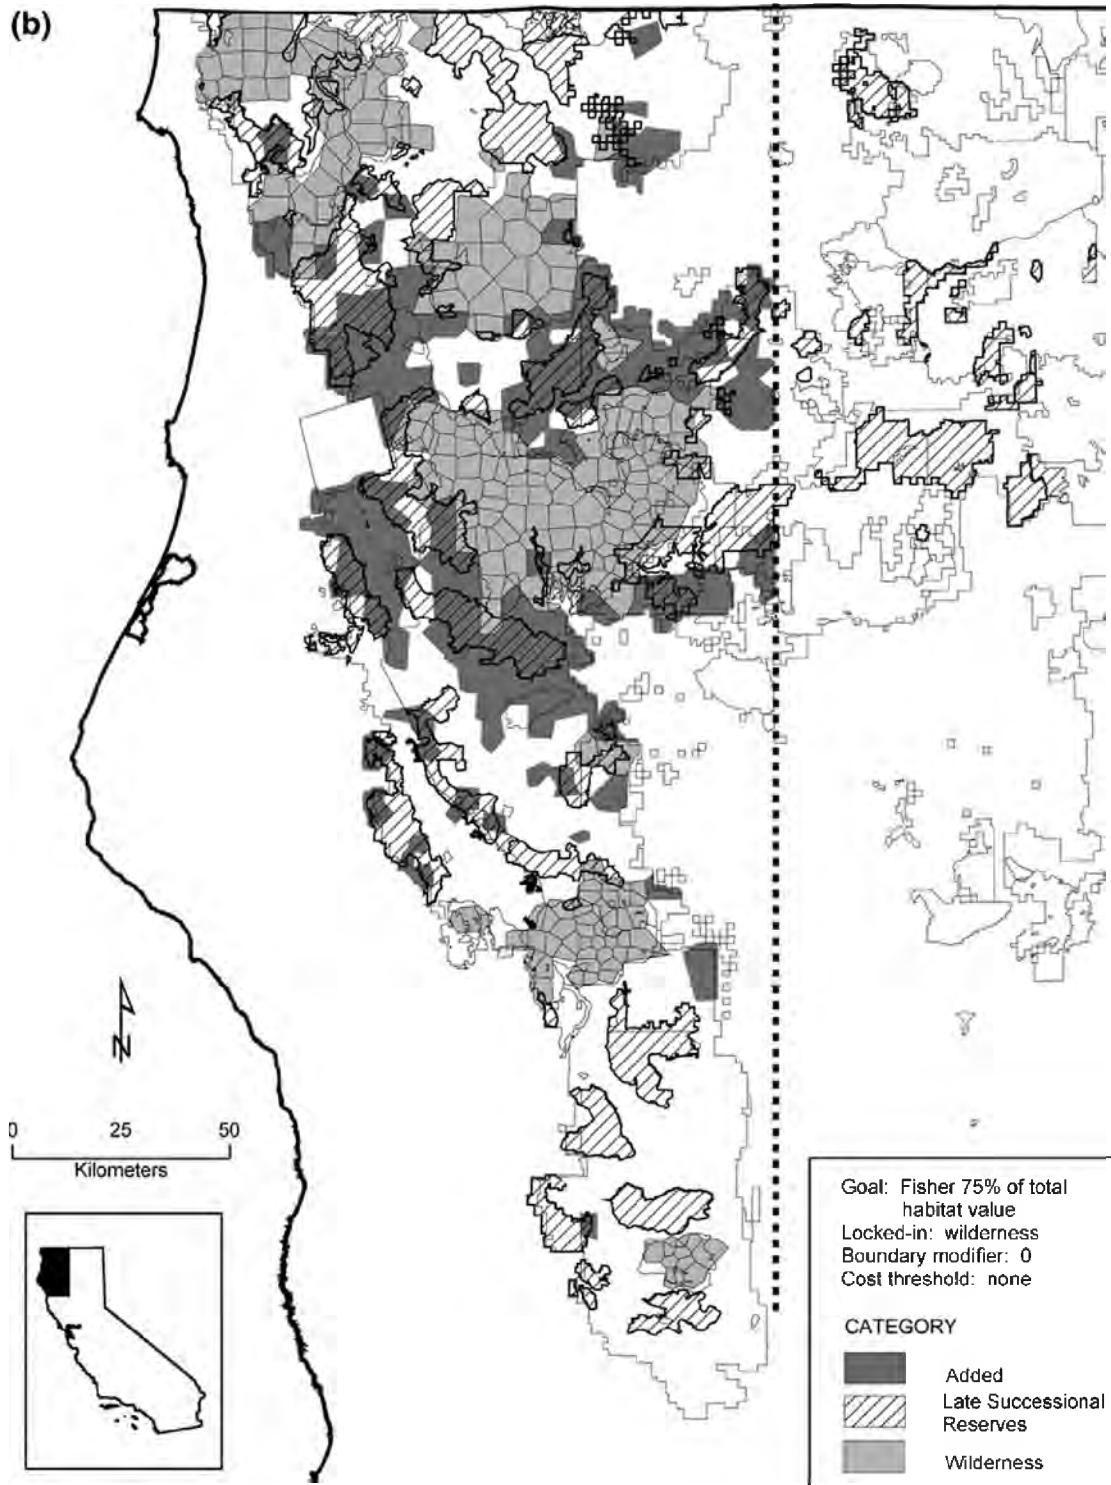 (b)
N
0 25 50
Kilometers
Goal: Fisher 75% of total
habitat value
Locked-in: wilderness
Boundary modifier: 0
Cost threshold: none
CATEGORY
Added
Late Successional
Reserves
Wilderness